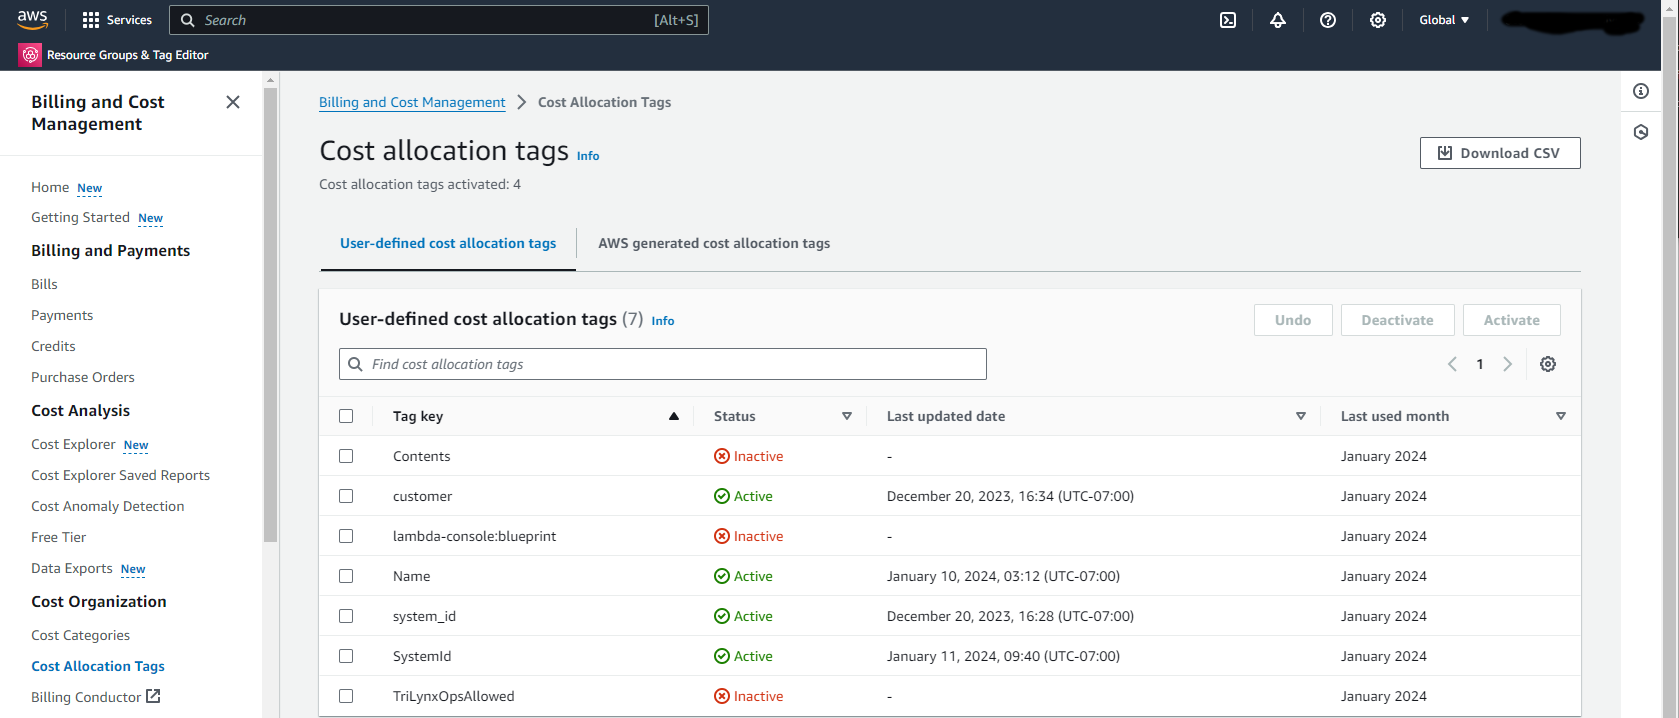 aws
Services
Search
[Alt+S]
Global
Resource Groups & Tag Editor
Billing and Cost
Management
Home New
Getting Started New
Billing and Payments
Bills
Payments
Credits
Purchase Orders
Cost Analysis
Cost Explorer New
Cost Explorer Saved Reports
Cost Anomaly Detection
Free Tier
Data Exports New
Cost Organization
Cost Categories
Cost Allocation Tags
Billing Conductor
Billing and Cost Management > Cost Allocation Tags
Cost allocation tags Info
Download CSV
Cost allocation tags activated: 4
User-defined cost allocation tags
AWS generated cost allocation tags
User-defined cost allocation tags (7) Info
Undo
Deactivate
Activate
Find cost allocation tags
1
Tag key Status Last updated date Last used month
Contents Inactive - January 2024
customer Active December 20, 2023, 16:34 (UTC-07:00) January 2024
lambda-console:blueprint Inactive - January 2024
Name Active January 10, 2024, 03:12 (UTC-07:00) January 2024
system_id Active December 20, 2023, 16:28 (UTC-07:00) January 2024
SystemId Active January 11, 2024, 09:40 (UTC-07:00) January 2024
TriLynxOpsAllowed Inactive - January 2024